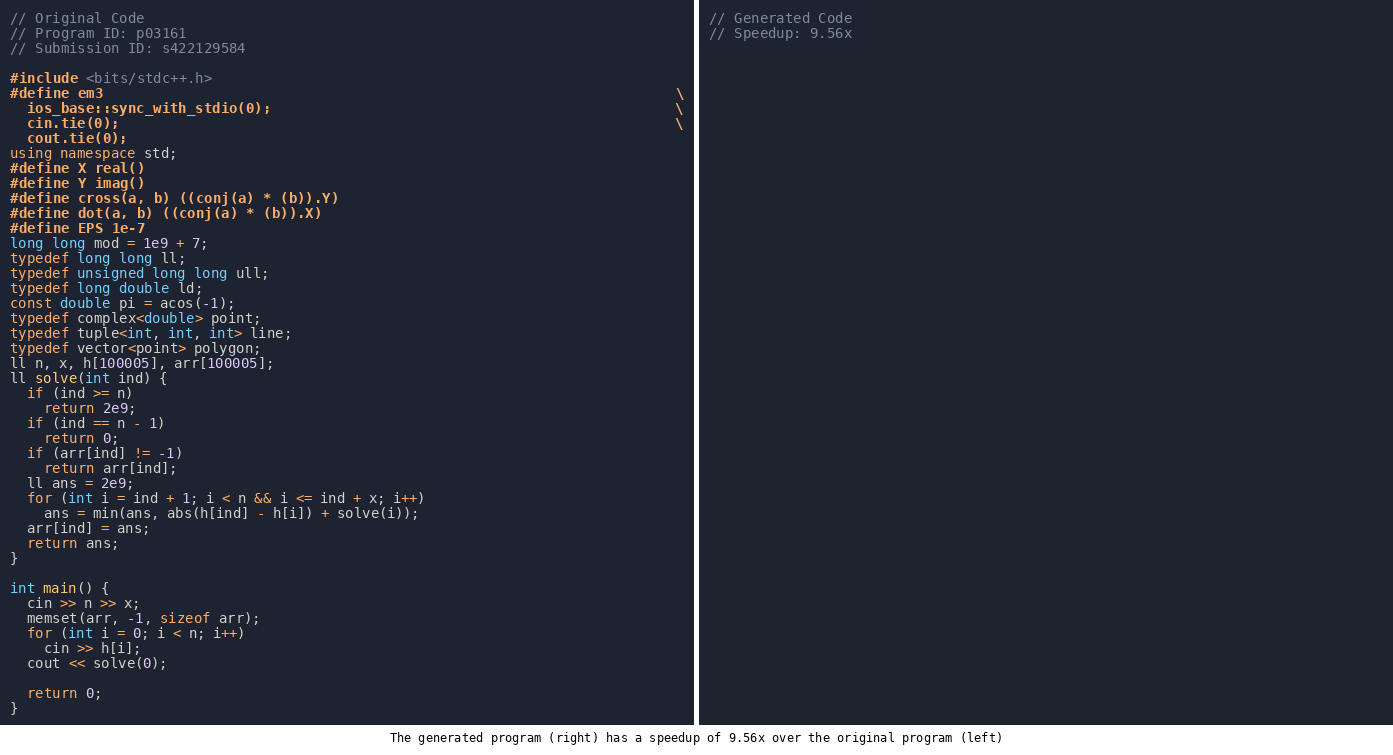 // Original Code
// Program ID: p03161
// Submission ID: s422129584

#include <bits/stdc++.h>
#define em3                                                                    \
  ios_base::sync_with_stdio(0);                                                \
  cin.tie(0);                                                                  \
  cout.tie(0);
using namespace std;
#define X real()
#define Y imag()
#define cross(a, b) ((conj(a) * (b)).Y)
#define dot(a, b) ((conj(a) * (b)).X)
#define EPS 1e-7
long long mod = 1e9 + 7;
typedef long long ll;
typedef unsigned long long ull;
typedef long double ld;
const double pi = acos(-1);
typedef complex<double> point;
typedef tuple<int, int, int> line;
typedef vector<point> polygon;
ll n, x, h[100005], arr[100005];
ll solve(int ind) {
  if (ind >= n)
    return 2e9;
  if (ind == n - 1)
    return 0;
  if (arr[ind] != -1)
    return arr[ind];
  ll ans = 2e9;
  for (int i = ind + 1; i < n && i <= ind + x; i++)
    ans = min(ans, abs(h[ind] - h[i]) + solve(i));
  arr[ind] = ans;
  return ans;
}

int main() {
  cin >> n >> x;
  memset(arr, -1, sizeof arr);
  for (int i = 0; i < n; i++)
    cin >> h[i];
  cout << solve(0);

  return 0;
}
// Generated Code
// Speedup: 9.56x
The generated program (right) has a speedup of 9.56x over the original program (left)